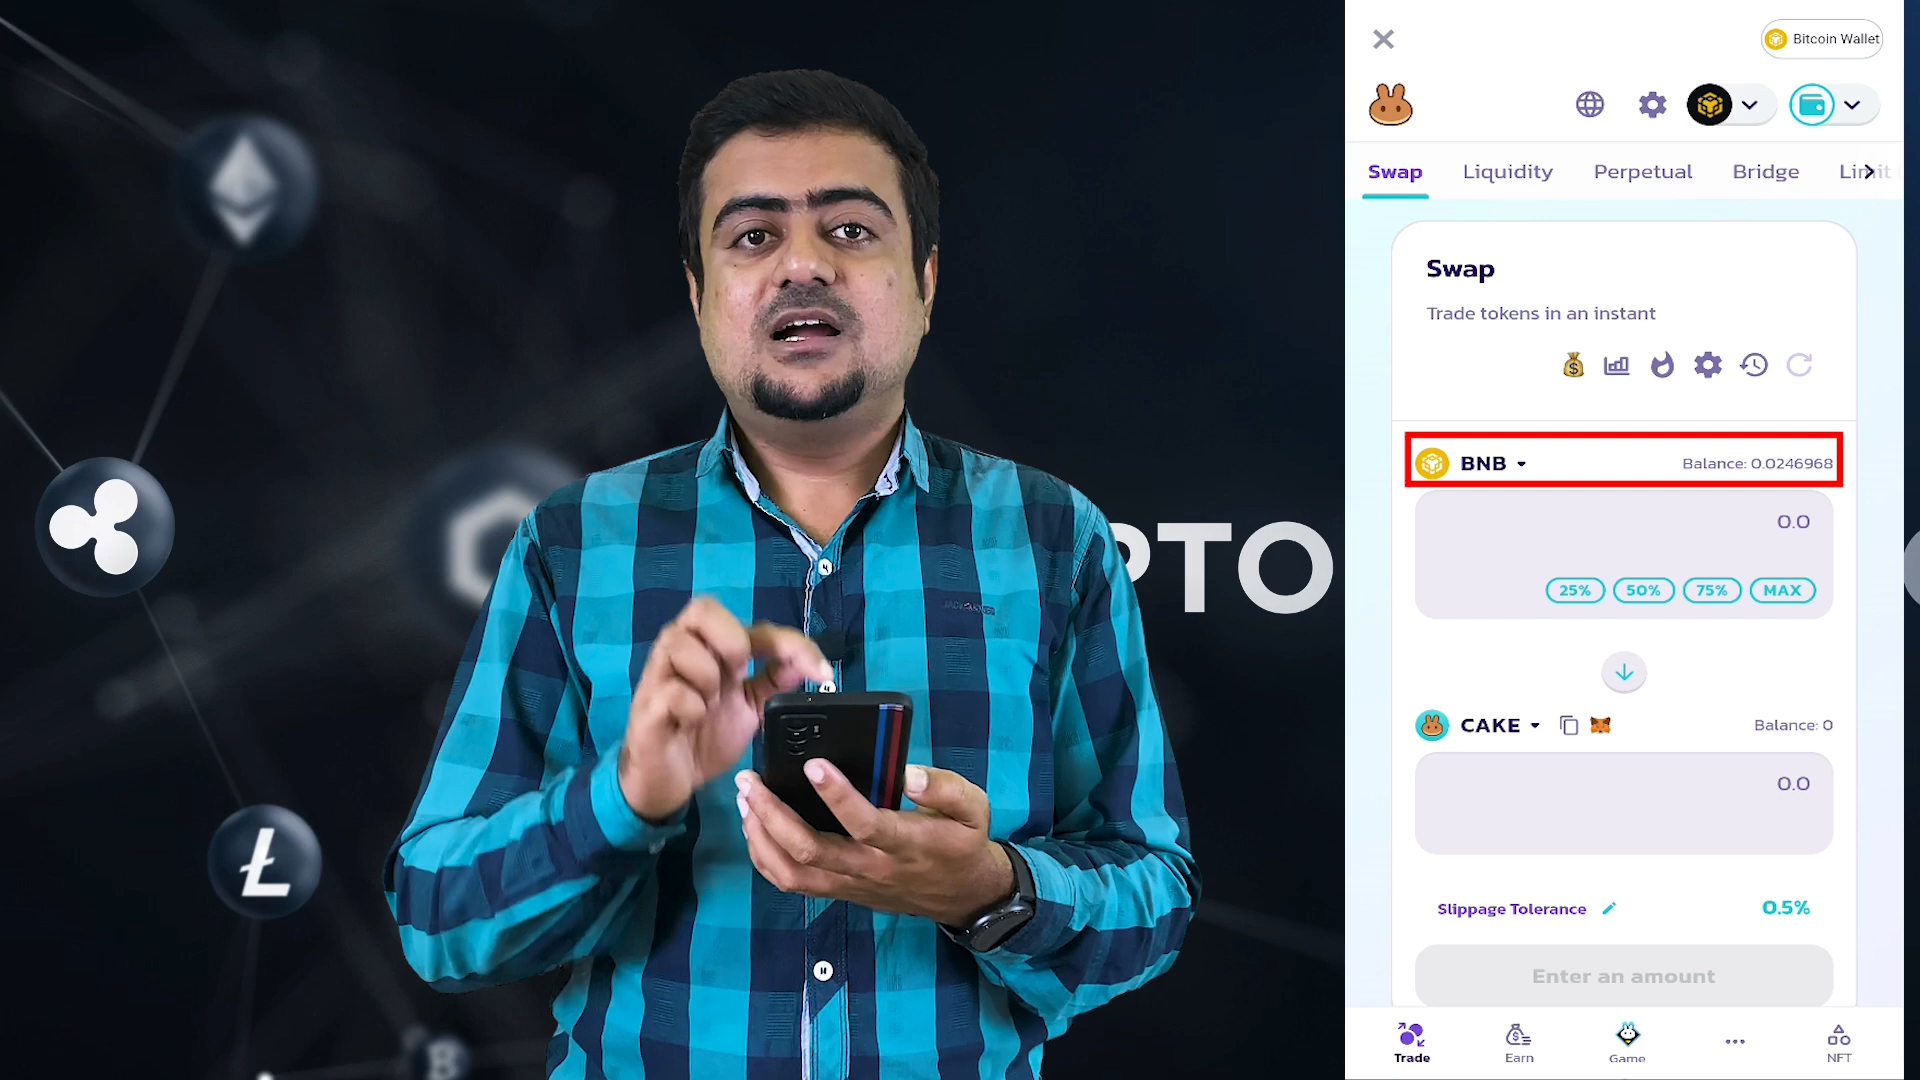 PTO
Bitcoin Wallet
Swap
Liquidity
Perpetual
Bridge
Limit
Swap
Trade tokens in an instant
BNB
Balance: 0.0246968
0.0
25%
50%
75%
MAX
CAKE
Balance: 0
0.0
Slippage Tolerance
0.5%
Enter an amount
Trade
Earn
Game
NFT